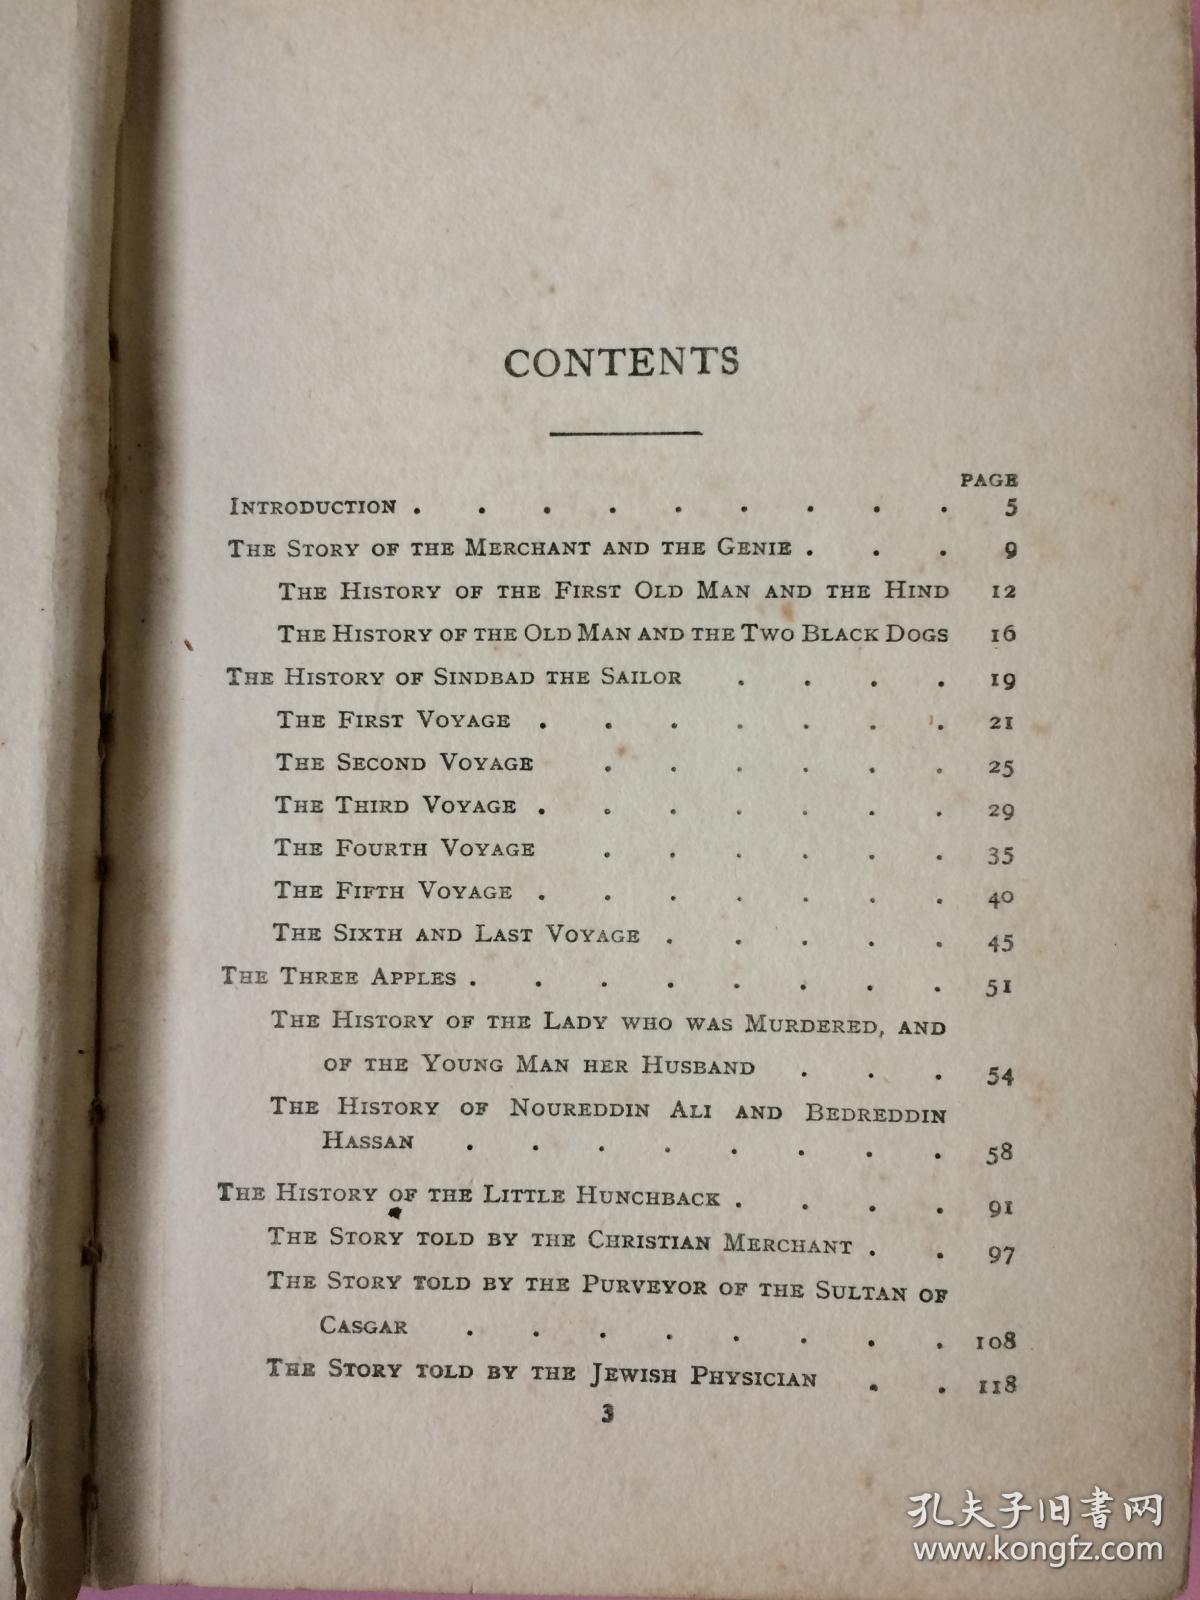 CONTENTS
PAGE
INTRODUCTION . . . . . . . . . 5
THE STORY OF THE MERCHANT AND THE GENIE . . . 9
THE HISTORY OF THE FIRST OLD MAN AND THE HIND 12
THE HISTORY OF THE OLD MAN AND THE TWO BLACK DOGS 16
THE HISTORY OF SINDBAD THE SAILOR . . . . 19
THE FIRST VOYAGE . . . . . . . 21
THE SECOND VOYAGE . . . . . . 25
THE THIRD VOYAGE . . . . . . . 29
THE FOURTH VOYAGE . . . . . . 35
THE FIFTH VOYAGE . . . . . . . 40
THE SIXTH AND LAST VOYAGE . . . . . 45
THE THREE APPLES . . . . . . . . 51
THE HISTORY OF THE LADY WHO WAS MURDERED, AND
OF THE YOUNG MAN HER HUSBAND . . . 54
THE HISTORY OF NOUREDDIN ALI AND BEDREDDIN
HASSAN . . . . . . . . 58
THE HISTORY OF THE LITTLE HUNCHBACK . . . . 91
THE STORY TOLD BY THE CHRISTIAN MERCHANT . . 97
THE STORY TOLD BY THE PURVEYOR OF THE SULTAN OF
CASGAR . . . . . . . . 108
THE STORY TOLD BY THE JEWISH PHYSICIAN . . 118
3
孔夫子旧书网
www.kongfz.com